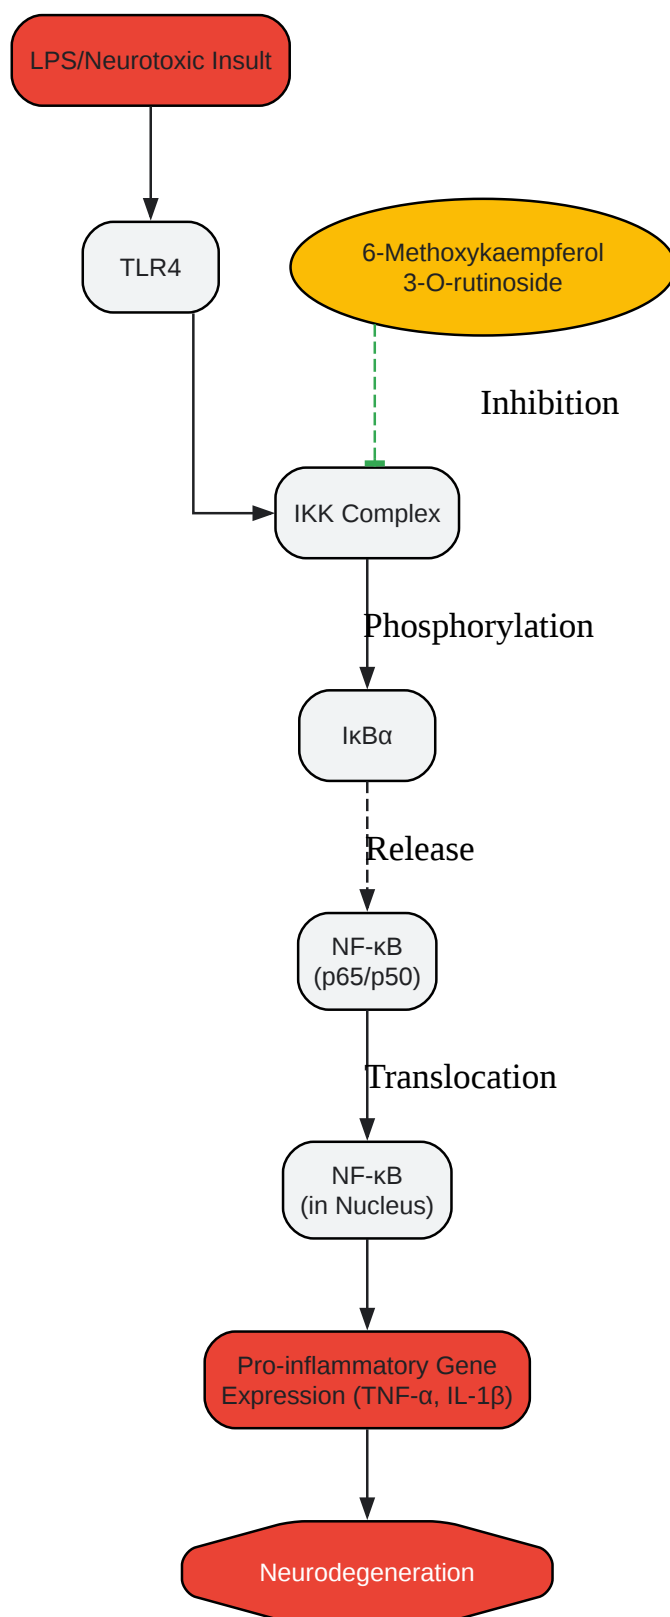 LPS/Neurotoxic Insult
TLR4
6-Methoxykaempferol
3-O-rutinoside
Inhibition
IKK Complex
Phosphorylation
IκBα
Release
NF-κB
(p65/p50)
Translocation
NF-κB
(in Nucleus)
Pro-inflammatory Gene
Expression (TNF-α, IL-1β)
Neurodegeneration